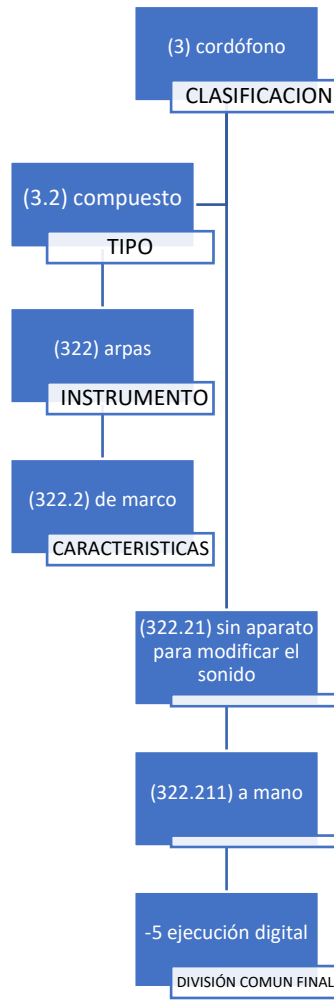 (3) cordófono
CLASIFICACION
(3.2) compuesto
TIPO
(322) arpas
INSTRUMENTO
(322.2) de marco
CARACTERISTICAS
(322.21) sin aparato
para modificar el
sonido
(322.211) a mano
-5 ejecución digital
DIVISIÓN COMUN FINAL